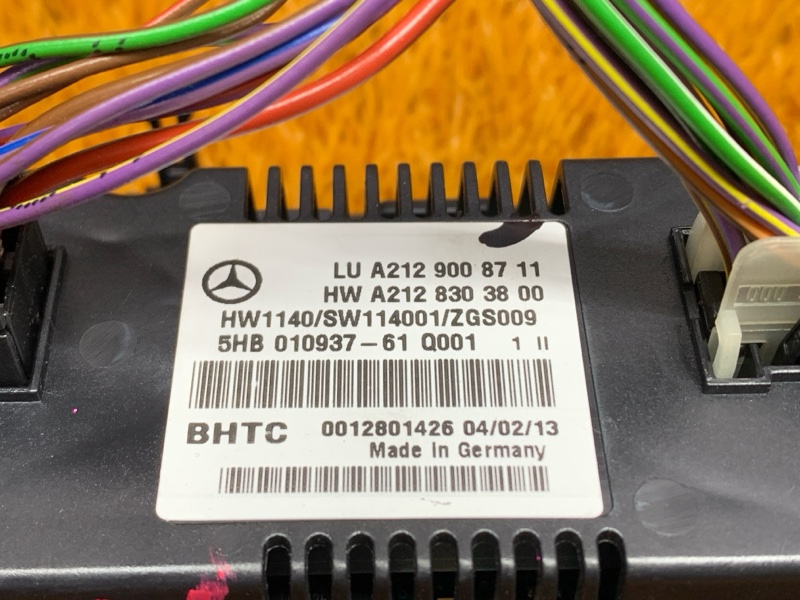 LU A212 900 87 11
HW A212 830 38 00
HW1140/SW114001/ZGS009
5HB 010937-61 Q001 1 II
BHTC 0012801426 04/02/13
Made in Germany